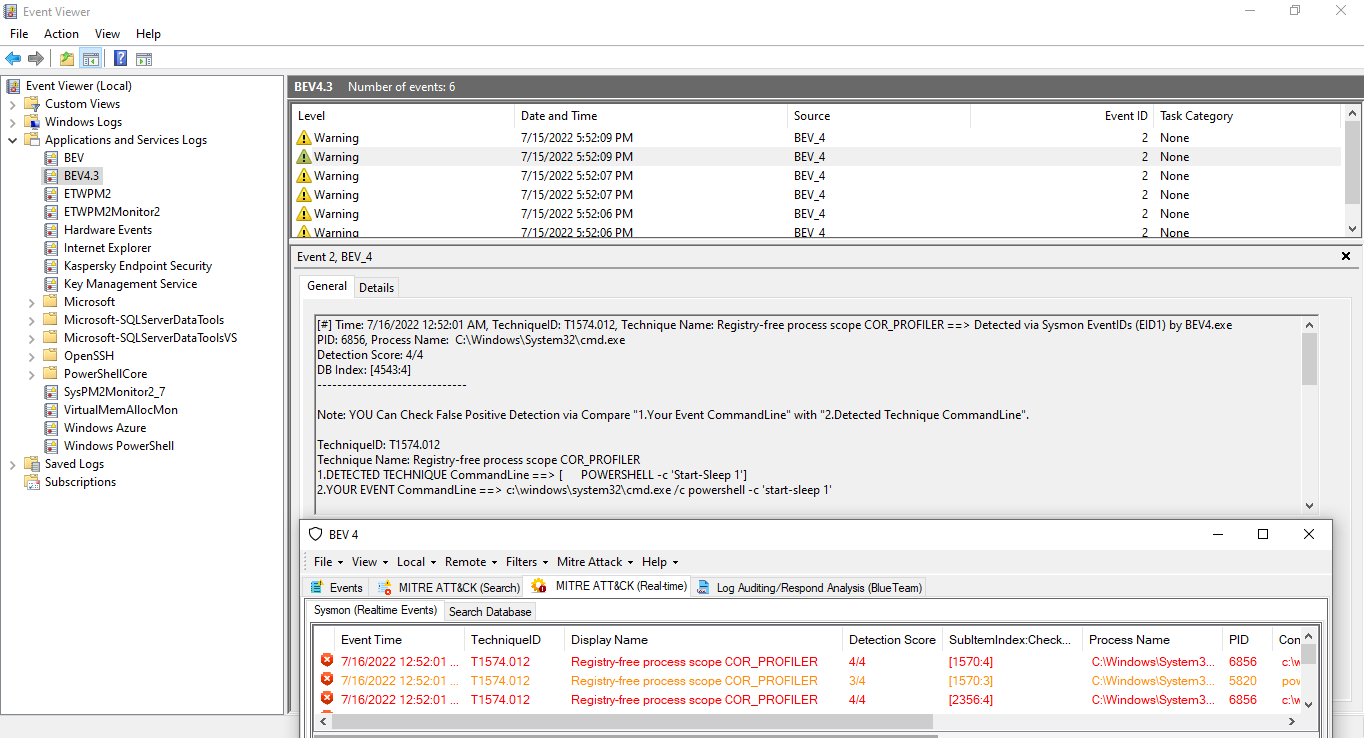 Event Viewer
File Action View Help
Event Viewer (Local)
Custom Views
Windows Logs
Applications and Services Logs
BEV
BEV4.3
ETWPM2
ETWPM2Monitor2
Hardware Events
Internet Explorer
Kaspersky Endpoint Security
Key Management Service
Microsoft
Microsoft-SQLServerDataTools
Microsoft-SQLServerDataToolsVS
OpenSSH
PowerShellCore
SysPM2Monitor2_7
VirtualMemAllocMon
Windows Azure
Windows PowerShell
Saved Logs
Subscriptions
BEV4.3 Number of events: 6
Level Date and Time Source Event ID Task Category
Warning 7/15/2022 5:52:09 PM BEV_4 2 None
Warning 7/15/2022 5:52:09 PM BEV_4 2 None
Warning 7/15/2022 5:52:07 PM BEV_4 2 None
Warning 7/15/2022 5:52:07 PM BEV_4 2 None
Warning 7/15/2022 5:52:06 PM BEV_4 2 None
Warning 7/15/2022 5:52:06 PM BEV_4 2 None
Event 2, BEV_4
General Details
[#] Time: 7/16/2022 12:52:01 AM, TechniqueID: T1574.012, Technique Name: Registry-free process scope COR_PROFILER ==> Detected via Sysmon EventIDs (EID1) by BEV4.exe
PID: 6856, Process Name: C:\Windows\System32\cmd.exe
Detection Score: 4/4
DB Index: [4543:4]
------------------------------
Note: YOU Can Check False Positive Detection via Compare "1.Your Event CommandLine" with "2.Detected Technique CommandLine".
TechniqueID: T1574.012
Technique Name: Registry-free process scope COR_PROFILER
1.DETECTED TECHNIQUE CommandLine ==> [ POWERSHELL -c 'Start-Sleep 1']
2.YOUR EVENT CommandLine ==> c:\windows\system32\cmd.exe /c powershell -c 'start-sleep 1'
BEV 4
File View Local Remote Filters Mitre Attack Help
Events MITRE ATT&CK (Search) MITRE ATT&CK (Real-time) Log Auditing/Respond Analysis (BlueTeam)
Sysmon (Realtime Events) Search Database
Event Time TechniqueID Display Name Detection Score SubItemIndex:Check... Process Name PID Con
7/16/2022 12:52:01 ... T1574.012 Registry-free process scope COR_PROFILER 4/4 [1570:4] C:\Windows\System3... 6856 c:\w
7/16/2022 12:52:01 ... T1574.012 Registry-free process scope COR_PROFILER 3/4 [1570:3] C:\Windows\System3... 5820 pov
7/16/2022 12:52:01 ... T1574.012 Registry-free process scope COR_PROFILER 4/4 [2356:4] C:\Windows\System3... 6856 c:\w